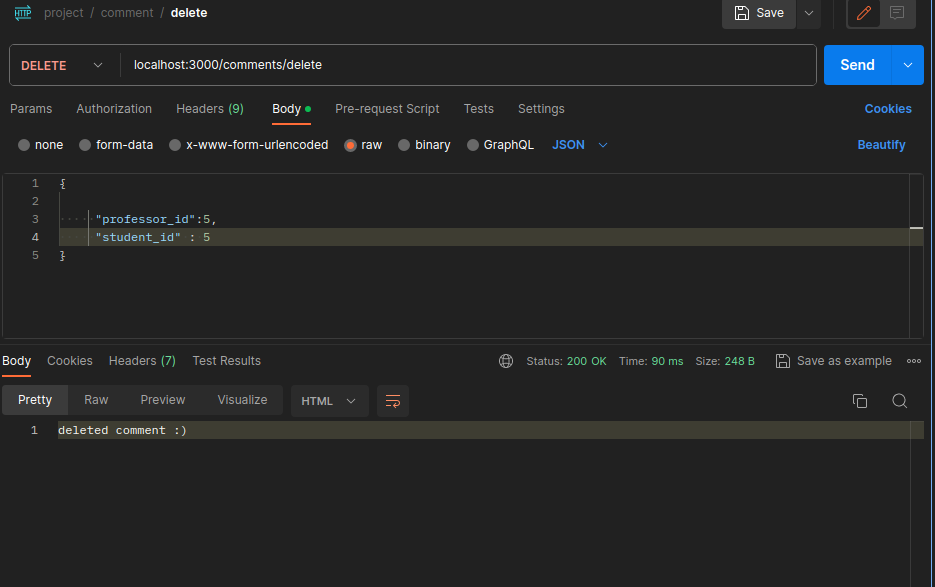 HTTP project / comment / delete Save
DELETE localhost:3000/comments/delete Send
Params Authorization Headers (9) Body Pre-request Script Tests Settings Cookies
none form-data x-www-form-urlencoded raw binary GraphQL JSON Beautify
1 {
2
3 "professor_id":5,
4 "student_id" : 5
5 }
Body Cookies Headers (7) Test Results Status: 200 OK Time: 90 ms Size: 248 B Save as example
Pretty Raw Preview Visualize HTML
1 deleted comment :)